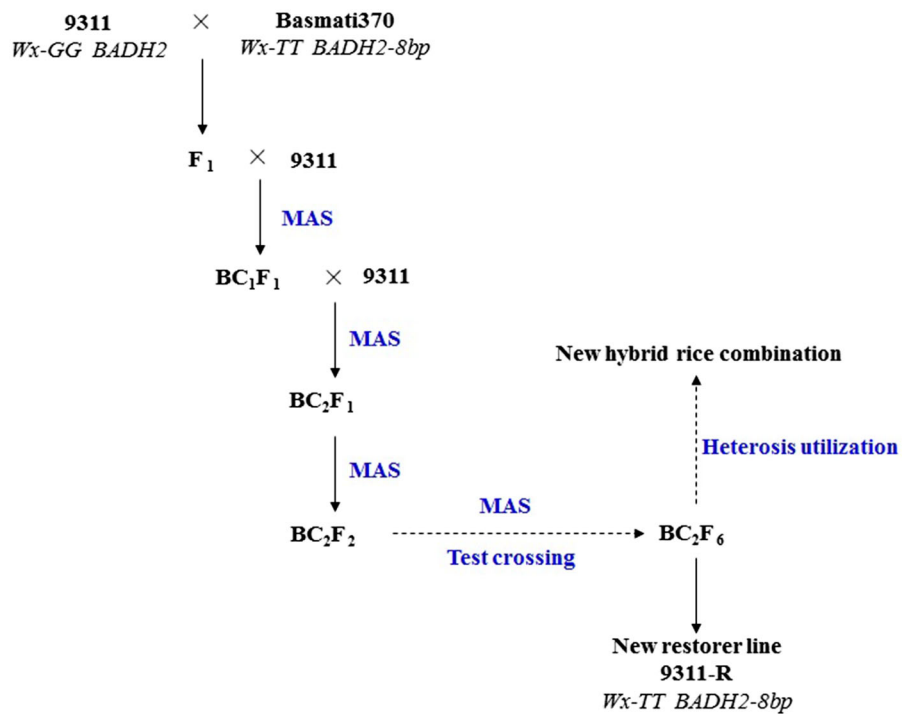 9311 × Basmati370
Wx-GG BADH2 Wx-TT BADH2-8bp
F₁ × 9311
MAS
BC₁F₁ × 9311
MAS
New hybrid rice combination
BC₂F₁
Heterosis utilization
MAS
MAS
BC₂F₂ BC₂F₆
Test crossing
New restorer line
9311-R
Wx-TT BADH2-8bp